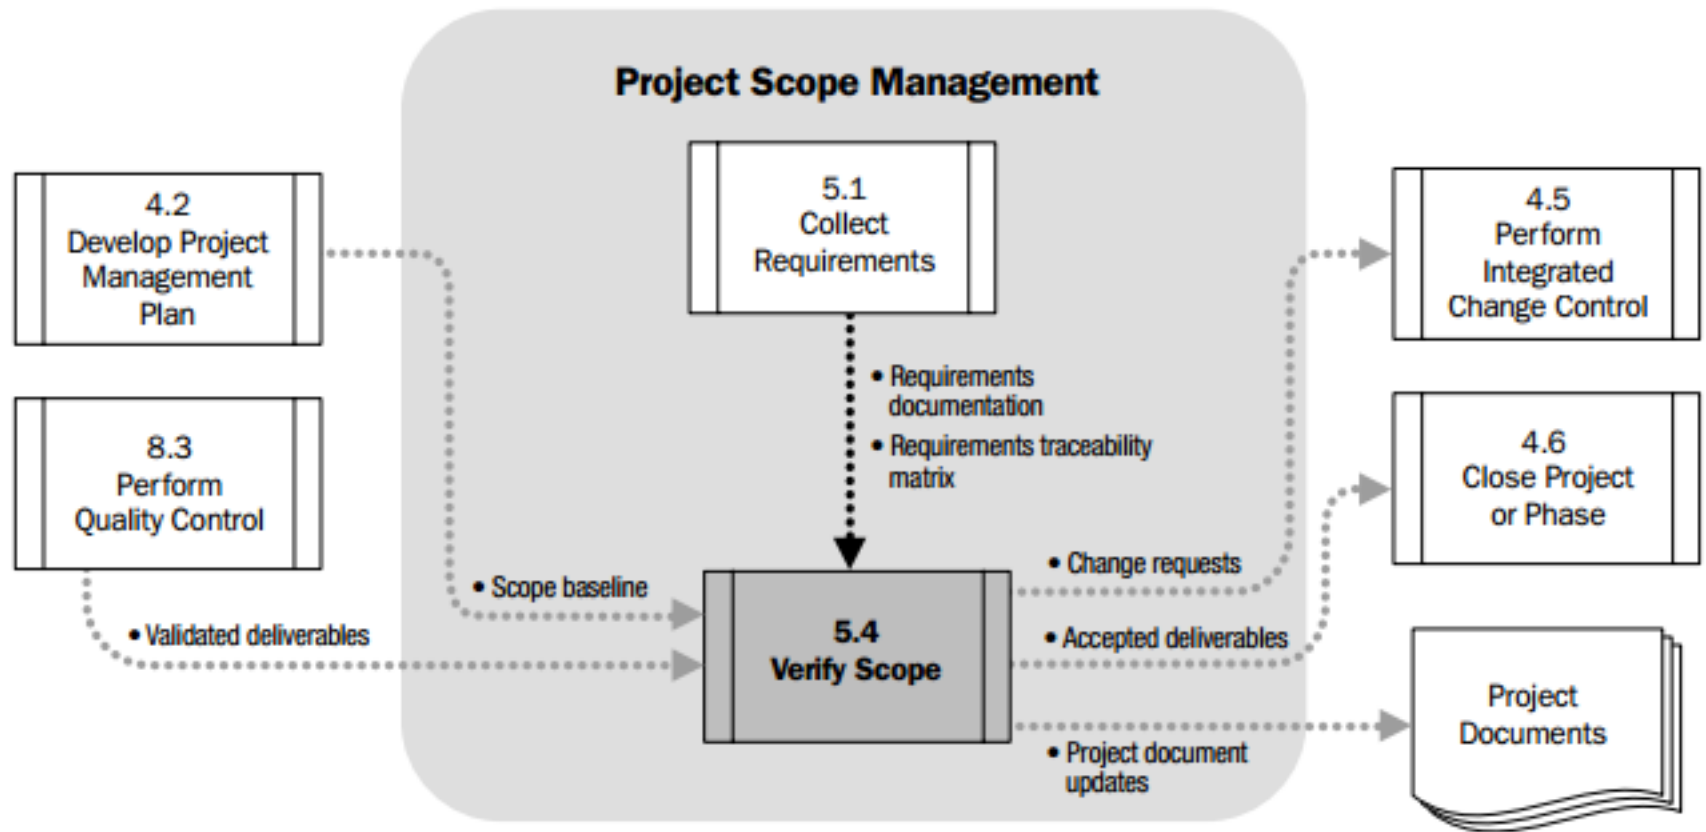 Project Scope Management
4.2
Develop Project
Management
Plan
5.1
Collect
Requirements
4.5
Perform
Integrated
Change Control
• Requirements
documentation
• Requirements traceability
matrix
8.3
Perform
Quality Control
4.6
Close Project
or Phase
• Scope baseline
• Validated deliverables
5.4
Verify Scope
• Change requests
• Accepted deliverables
• Project document
updates
Project
Documents